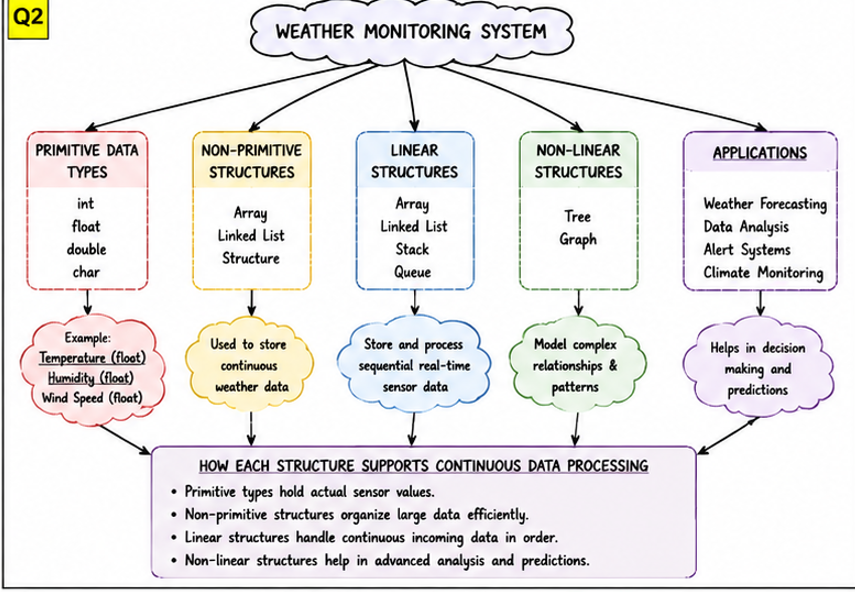 Q2
WEATHER MONITORING SYSTEM
PRIMITIVE DATA
TYPES
int
float
double
char
NON-PRIMITIVE
STRUCTURES
Array
Linked List
Structure
LINEAR
STRUCTURES
Array
Linked List
Stack
Queue
NON-LINEAR
STRUCTURES
Tree
Graph
APPLICATIONS
Weather Forecasting
Data Analysis
Alert Systems
Climate Monitoring
Example:
Temperature (float)
Humidity (float)
Wind Speed (float)
Used to store
continuous
weather data
Store and process
sequential real-time
sensor data
Model complex
relationships &
patterns
Helps in decision
making and
predictions
HOW EACH STRUCTURE SUPPORTS CONTINUOUS DATA PROCESSING
• Primitive types hold actual sensor values.
• Non-primitive structures organize large data efficiently.
• Linear structures handle continuous incoming data in order.
• Non-linear structures help in advanced analysis and predictions.